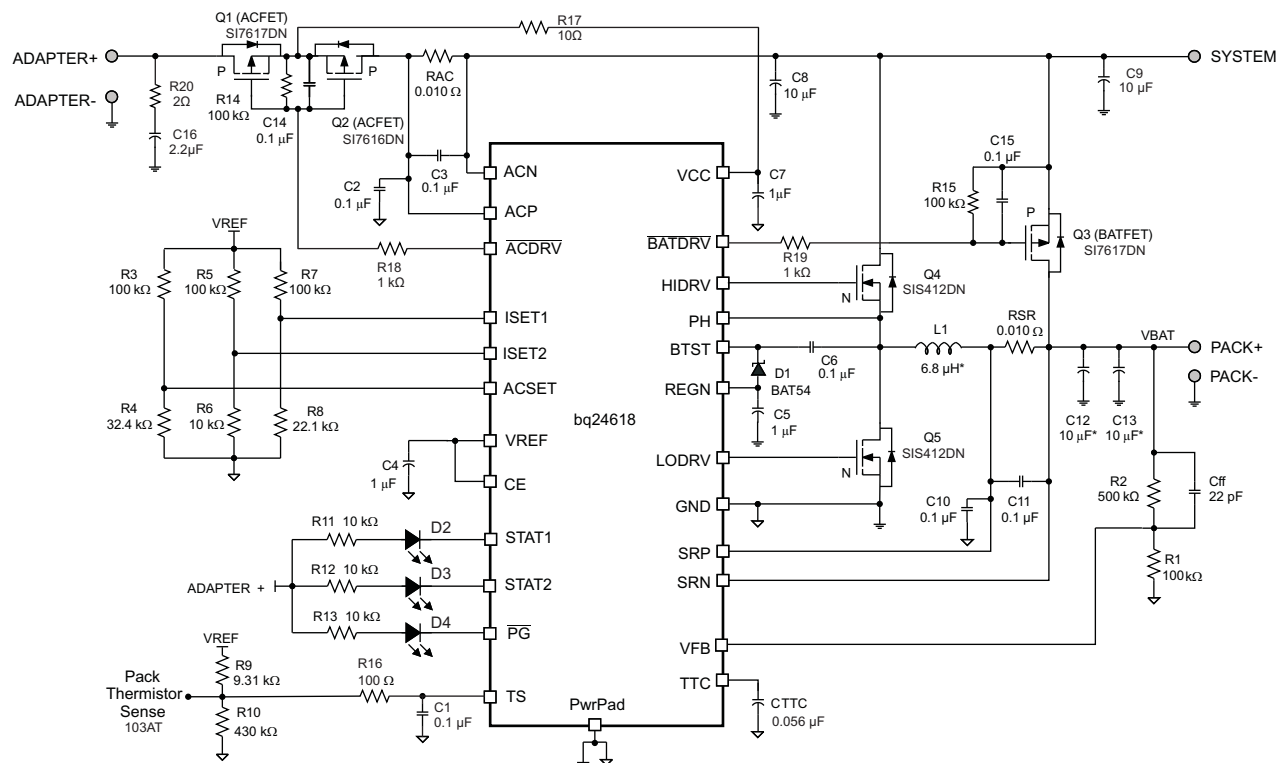 Q1 (ACFET)
SI7617DN
R17
10Ω
ADAPTER+
P
P
RAC
0.010 Ω
SYSTEM
ADAPTER-
R20
2Ω
R14
100 kΩ
C14
0.1 µF
Q2 (ACFET)
SI7616DN
C8
10 µF
C9
10 µF
C16
2.2µF
C3
0.1 µF
C2
0.1 µF
ACN
ACP
ACDRV
VCC
C7
1µF
C15
0.1 µF
R15
100 kΩ
P
Q3 (BATFET)
SI7617DN
BATDRV
R19
1 kΩ
R18
1 kΩ
VREF
R3
100 kΩ
R5
100 kΩ
R7
100 kΩ
HIDRV
N
Q4
SIS412DN
ISET1
PH
ISET2
BTST
C6
0.1 µF
L1
6.8 µH*
RSR
0.010 Ω
VBAT
PACK+
PACK-
ACSET
REGN
D1
BAT54
R4
32.4 kΩ
R6
10 kΩ
R8
22.1 kΩ
bq24618
C5
1 µF
C12
10 µF*
C13
10 µF*
VREF
C4
1 µF
CE
LODRV
N
Q5
SIS412DN
GND
R2
500 kΩ
Cff
22 pF
C10
0.1 µF
C11
0.1 µF
R11 10 kΩ
D2
STAT1
SRP
ADAPTER +
R12 10 kΩ
D3
STAT2
SRN
R1
100kΩ
R13 10 kΩ
D4
PG
VREF
R9
9.31 kΩ
VFB
Pack
Thermistor
Sense
103AT
R16
100 Ω
TS
TTC
R10
430 kΩ
C1
0.1 µF
PwrPad
CTTC
0.056 µF